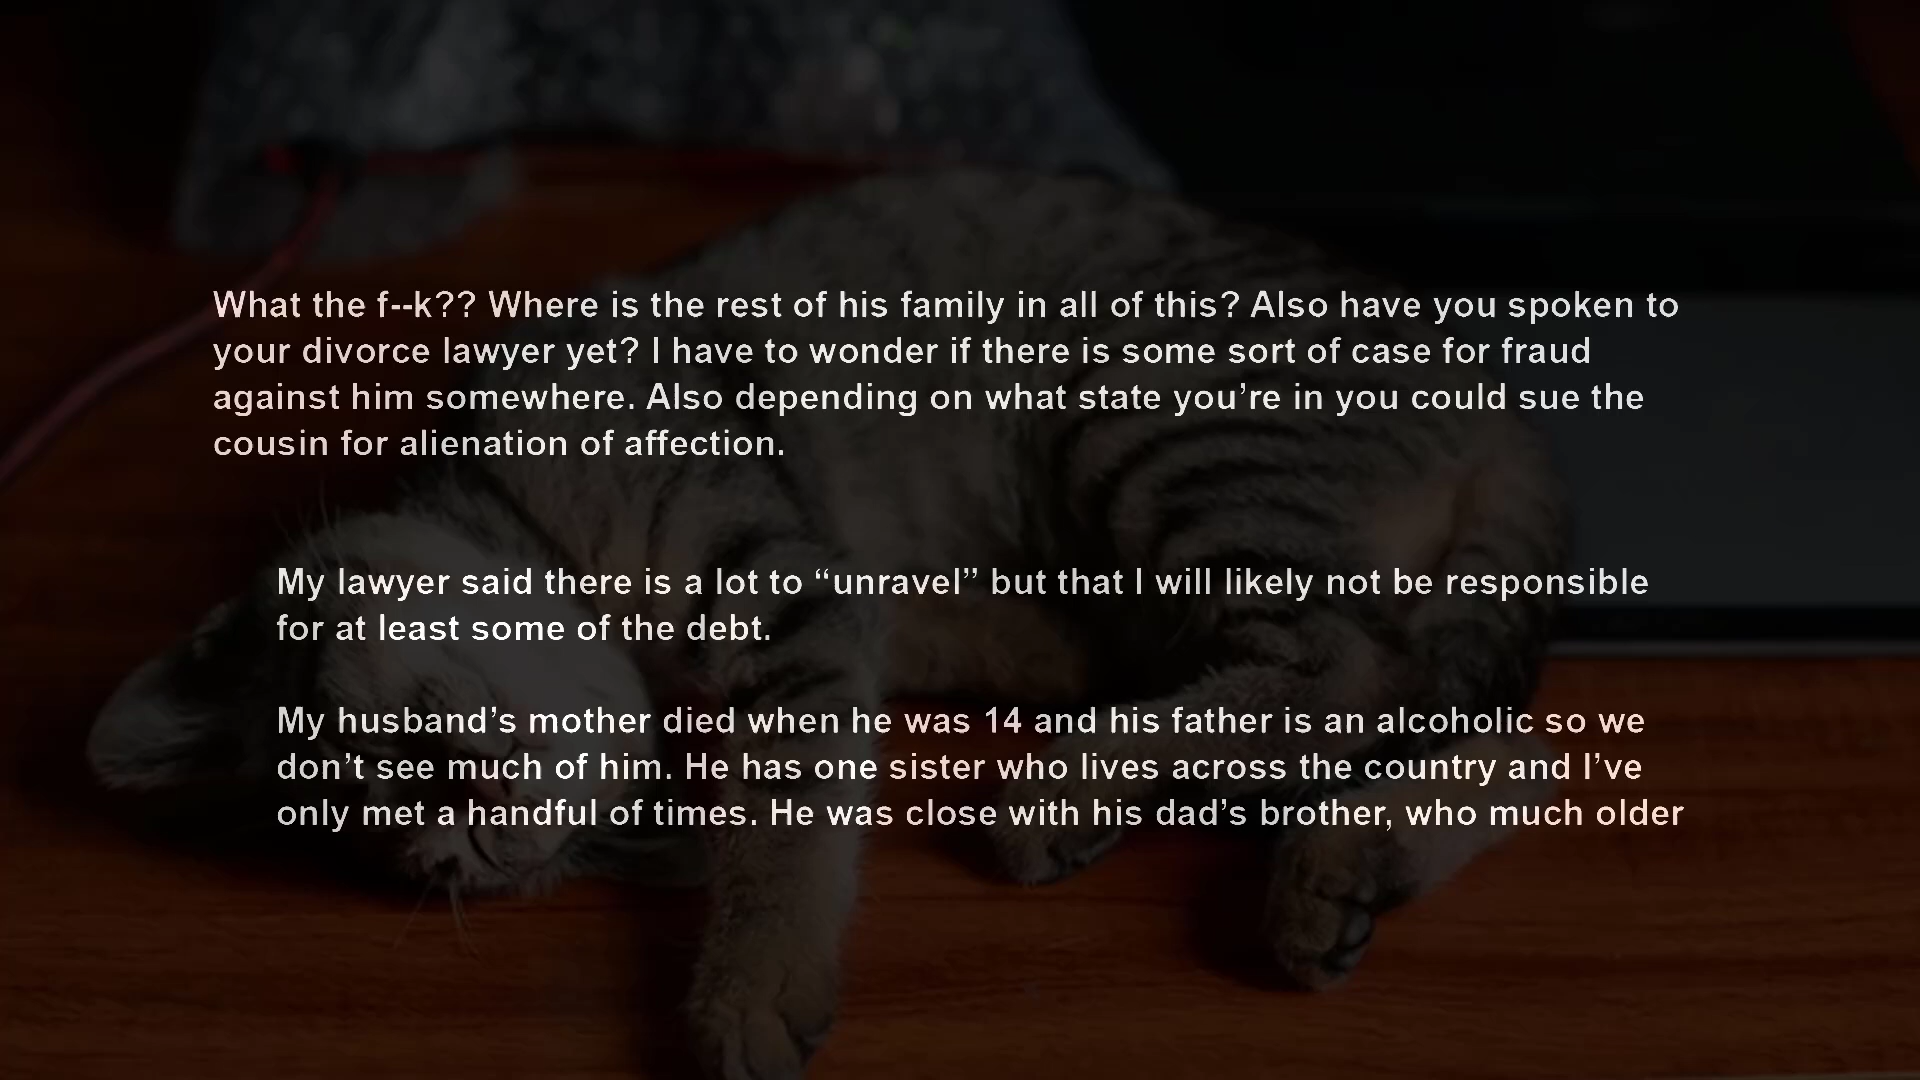 What the f--k?? Where is the rest of his family in all of this? Also have you spoken to
your divorce lawyer yet? I have to wonder if there is some sort of case for fraud
against him somewhere. Also depending on what state you’re in you could sue the
cousin for alienation of affection.
My lawyer said there is a lot to “unravel” but that I will likely not be responsible
for at least some of the debt.
My husband’s mother died when he was 14 and his father is an alcoholic so we
don’t see much of him. He has one sister who lives across the country and I’ve
only met a handful of times. He was close with his dad’s brother, who much older